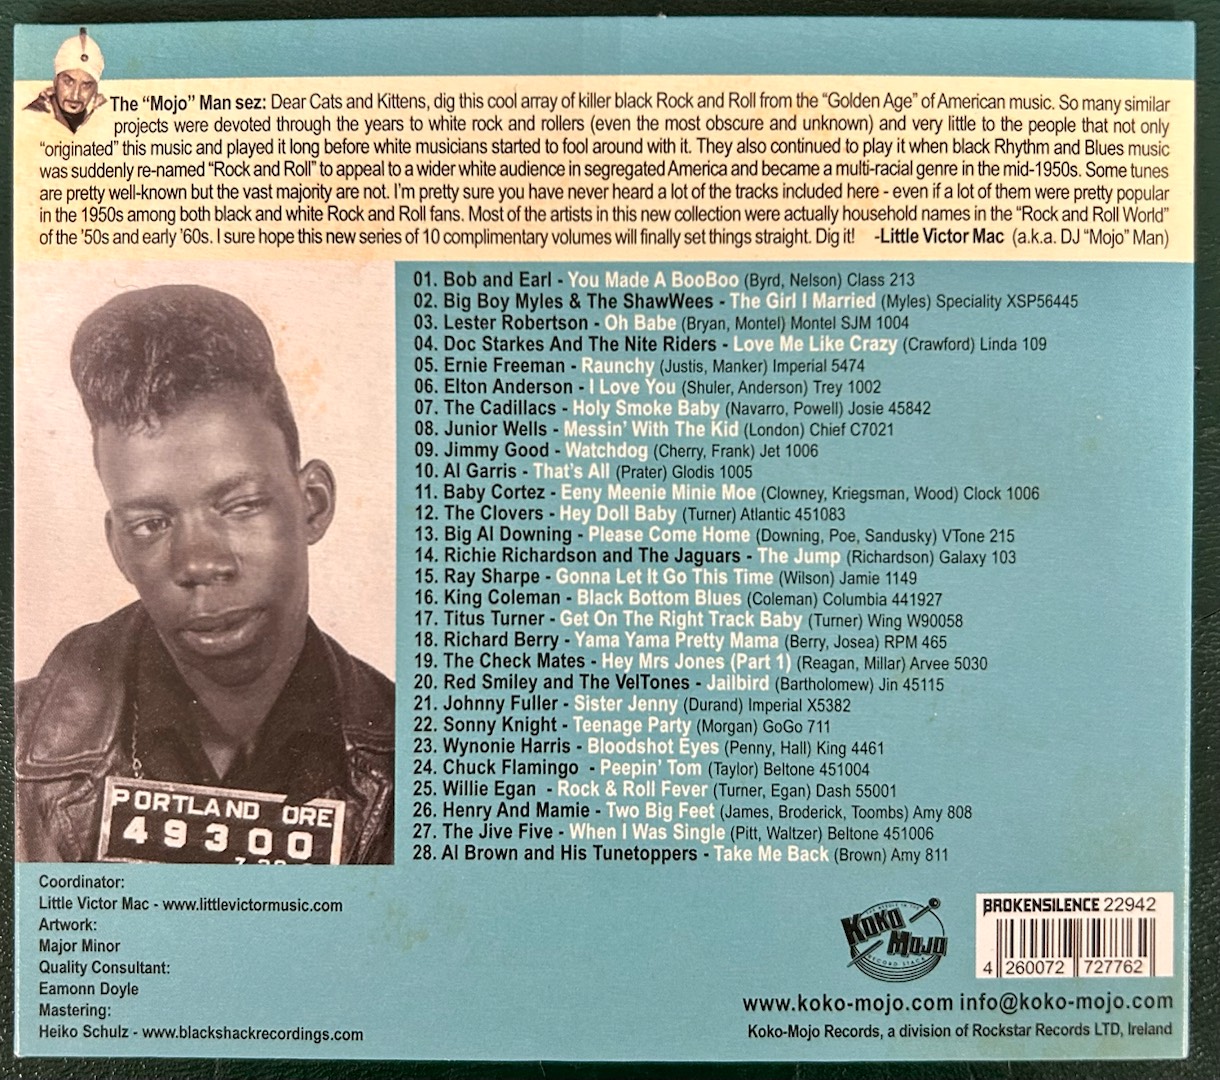 The "Mojo" Man sez: Dear Cats and Kittens, dig this cool array of killer black Rock and Roll from the "Golden Age" of American music. So many similar
projects were devoted through the years to white rock and rollers (even the most obscure and unknown) and very little to the people that not only
"originated" this music and played it long before white musicians started to fool around with it. They also continued to play it when black Rhythm and Blues music
was suddenly re-named "Rock and Roll" to appeal to a wider white audience in segregated America and became a multi-racial genre in the mid-1950s. Some tunes
are pretty well-known but the vast majority are not. I'm pretty sure you have never heard a lot of the tracks included here - even if a lot of them were pretty popular
in the 1950s among both black and white Rock and Roll fans. Most of the artists in this new collection were actually household names in the "Rock and Roll World"
of the '50s and early '60s. I sure hope this new series of 10 complimentary volumes will finally set things straight. Dig it! -Little Victor Mac (a.k.a. DJ "Mojo" Man)
01. Bob and Earl - You Made A BooBoo (Byrd, Nelson) Class 213
02. Big Boy Myles & The ShawWees - The Girl I Married (Myles) Speciality XSP56445
03. Lester Robertson - Oh Babe (Bryan, Montel) Montel SJM 1004
04. Doc Starkes And The Nite Riders - Love Me Like Crazy (Crawford) Linda 109
05. Ernie Freeman - Raunchy (Justis, Manker) Imperial 5474
06. Elton Anderson - I Love You (Shuler, Anderson) Trey 1002
07. The Cadillacs - Holy Smoke Baby (Navarro, Powell) Josie 45842
08. Junior Wells - Messin' With The Kid (London) Chief C7021
09. Jimmy Good - Watchdog (Cherry, Frank) Jet 1006
10. Al Garris - That's All (Prater) Glodis 1005
11. Baby Cortez - Eeny Meenie Minie Moe (Clowney, Kriegsman, Wood) Clock 1006
12. The Clovers - Hey Doll Baby (Turner) Atlantic 451083
13. Big Al Downing - Please Come Home (Downing, Poe, Sandusky) VTone 215
14. Richie Richardson and The Jaguars - The Jump (Richardson) Galaxy 103
15. Ray Sharpe - Gonna Let It Go This Time (Wilson) Jamie 1149
16. King Coleman - Black Bottom Blues (Coleman) Columbia 441927
17. Titus Turner - Get On The Right Track Baby (Turner) Wing W90058
18. Richard Berry - Yama Yama Pretty Mama (Berry, Josea) RPM 465
19. The Check Mates - Hey Mrs Jones (Part 1) (Reagan, Millar) Arvee 5030
20. Red Smiley and The VelTones - Jailbird (Bartholomew) Jin 45115
21. Johnny Fuller - Sister Jenny (Durand) Imperial X5382
22. Sonny Knight - Teenage Party (Morgan) GoGo 711
23. Wynonie Harris - Bloodshot Eyes (Penny, Hall) King 4461
24. Chuck Flamingo - Peepin' Tom (Taylor) Beltone 451004
25. Willie Egan - Rock & Roll Fever (Turner, Egan) Dash 55001
26. Henry And Mamie - Two Big Feet (James, Broderick, Toombs) Amy 808
27. The Jive Five - When I Was Single (Pitt, Waltzer) Beltone 451006
28. Al Brown and His Tunetoppers - Take Me Back (Brown) Amy 811
PORTLAND ORE
49300
Coordinator:
Little Victor Mac - www.littlevictormusic.com
Artwork:
Major Minor
Quality Consultant:
Eamonn Doyle
Mastering:
Heiko Schulz - www.blackshackrecordings.com
KOKO
MOJO
BROKENSILENCE 22942
4 260072 727762
www.koko-mojo.com info@koko-mojo.com
Koko-Mojo Records, a division of Rockstar Records LTD, Ireland